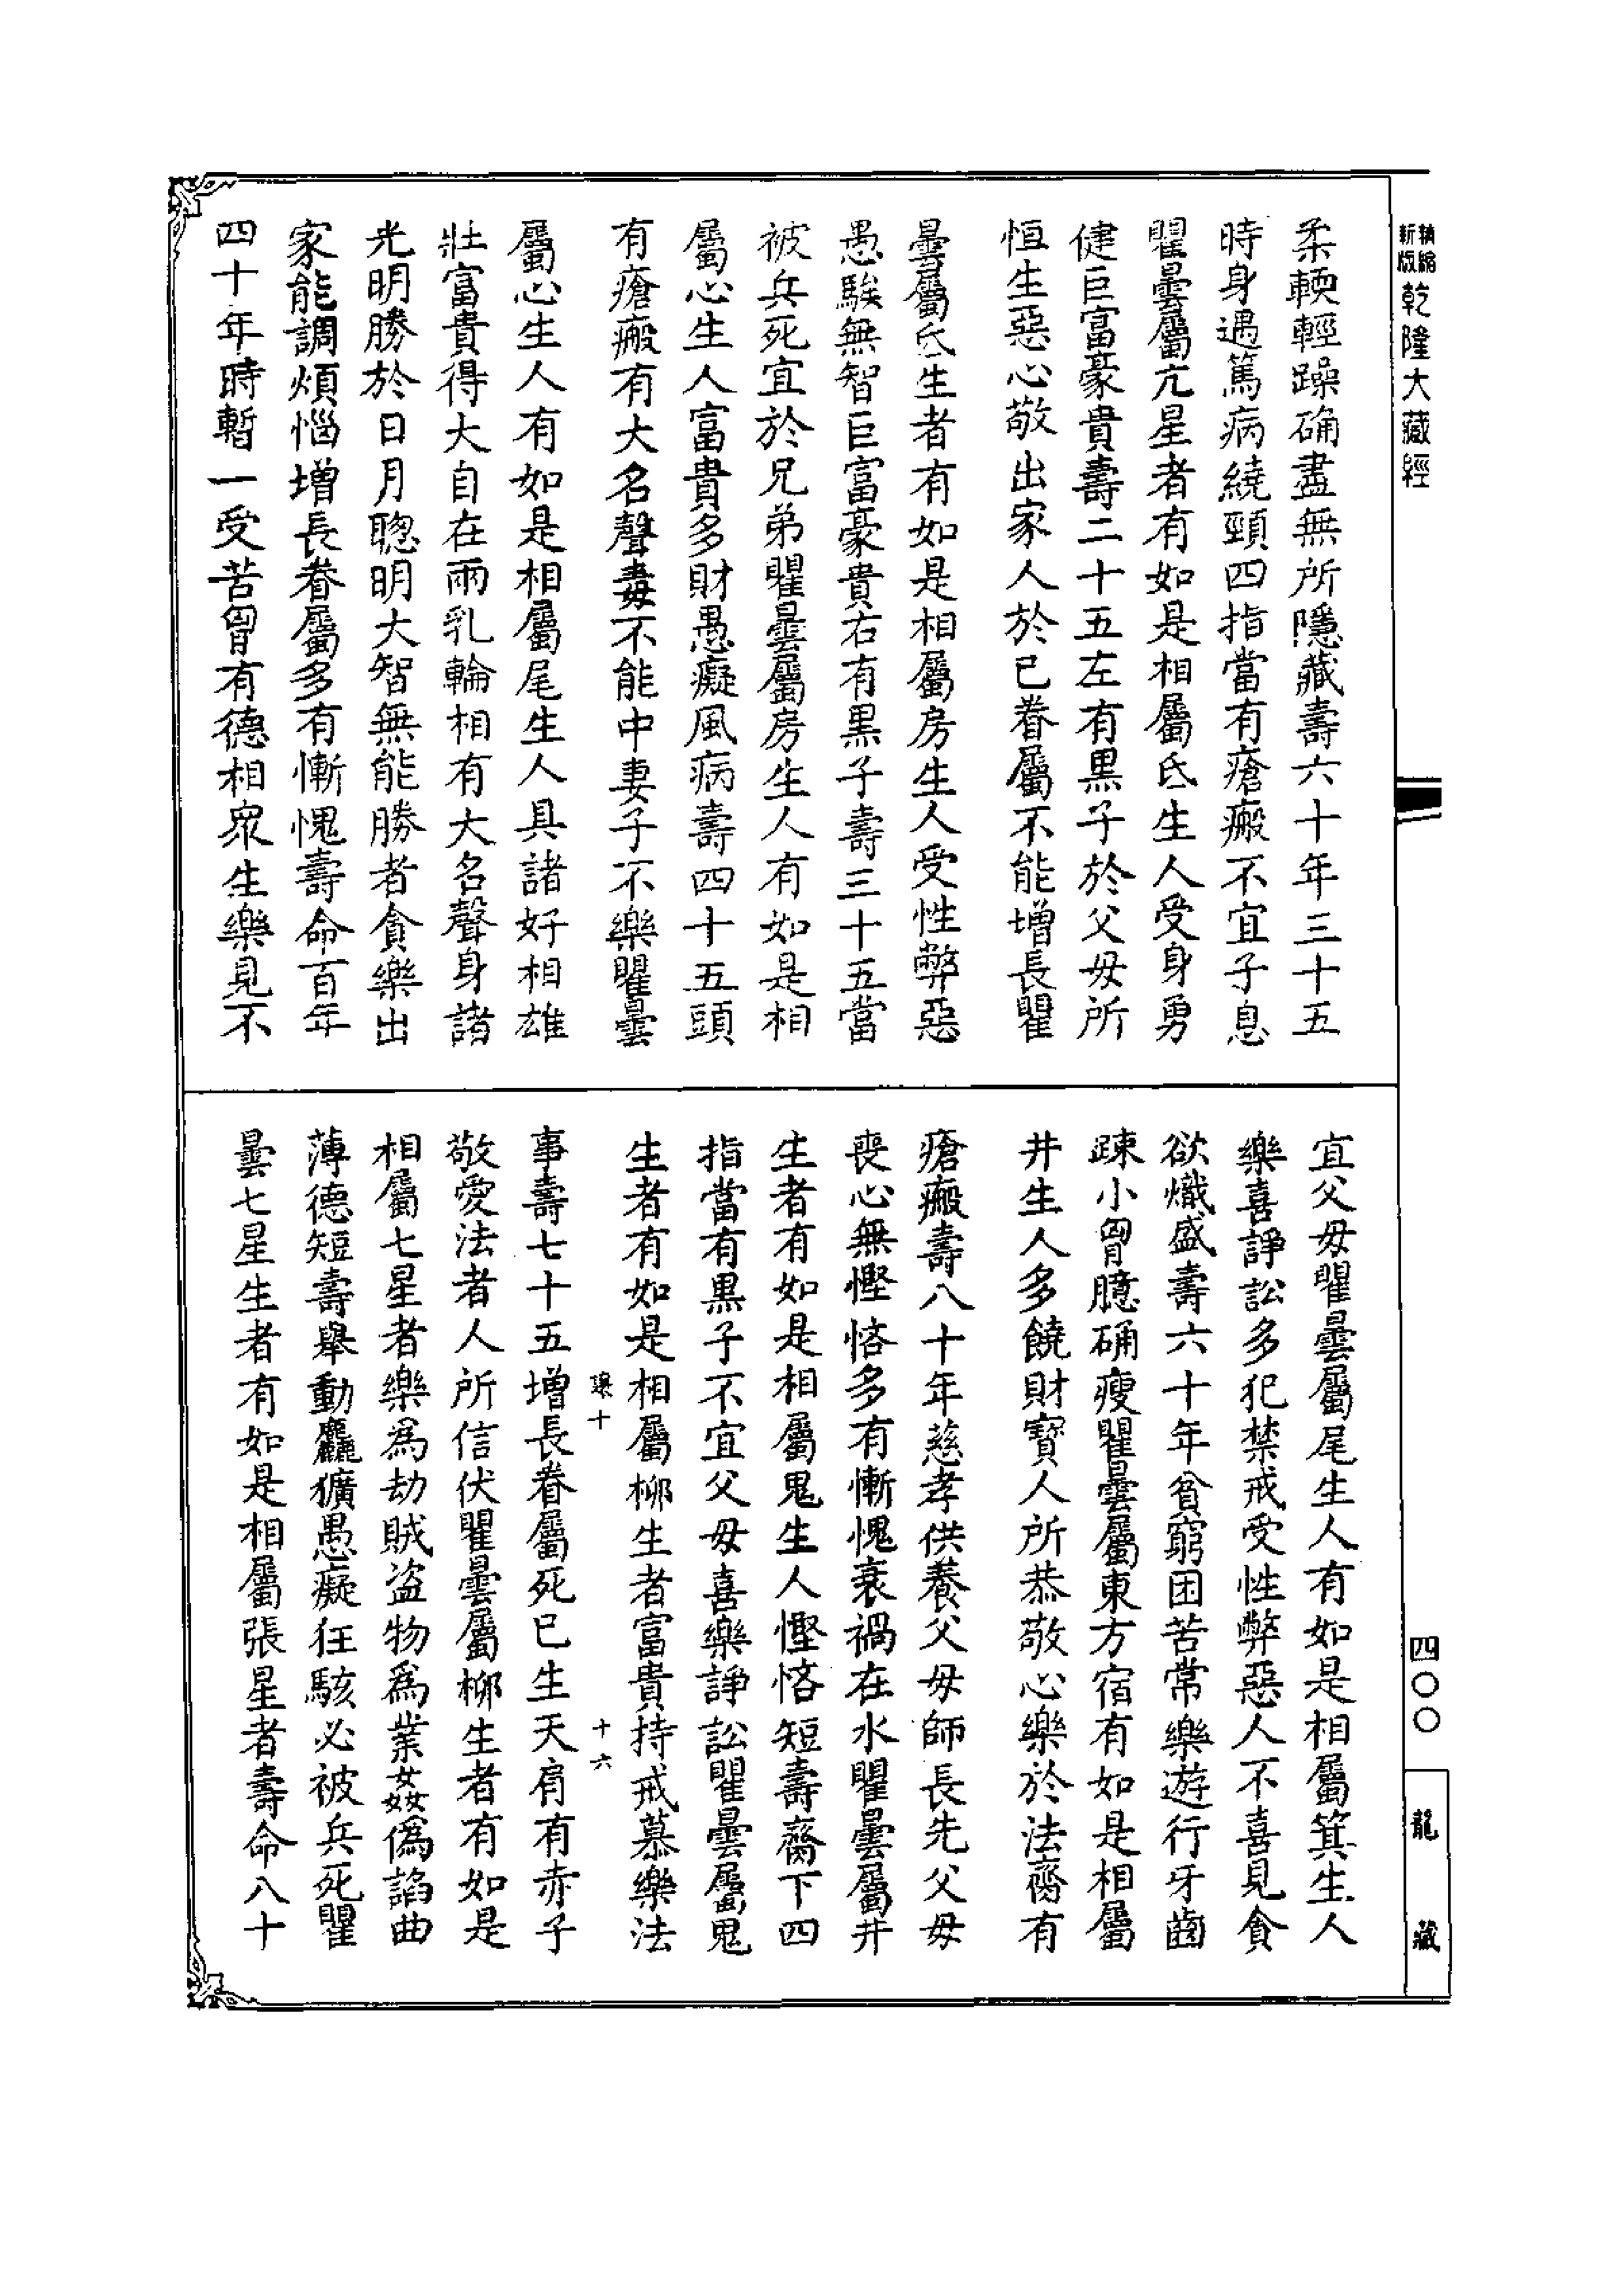 精縮
新版
乾隆大藏經
柔輭輕躁确盡無所隱藏壽六十年三十五
時身遇篤病繞頸四指當有瘡瘢不宜子息
瞿曇屬亢星者有如是相屬氐生人受身勇
健巨富豪貴壽二十五左有黑子於父母所
恒生惡心敬出家人於己眷屬不能增長瞿
曇屬氐生者有如是相屬房生人受性弊惡
愚騃無智巨富豪貴右有黑子壽三十五當
被兵死宜於兄弟瞿曇屬房生人有如是相
屬心生人富貴多財愚癡風病壽四十五頭
有瘡瘢有大名聲毒不能中妻子不樂瞿曇
屬心生人有如是相屬尾生人具諸好相雄
壯富貴得大自在兩乳輪相有大名聲身諸
光明勝於日月聰明大智無能勝者貪樂出
家能調煩惱增長眷屬多有慚愧壽命百年
四十年時暫一受苦胷有德相眾生樂見不
宜父母瞿曇屬尾生人有如是相屬箕生人
樂喜諍訟多犯禁戒受性弊惡人不喜見貪
欲熾盛壽六十年貧窮困苦常樂遊行牙齒
踈小胷臆确瘦瞿曇屬東方宿有如是相屬
井生人多饒財寶人所恭敬心樂於法齊有
瘡瘢壽八十年慈孝供養父母師長先父母
喪心無慳悋多有慚愧衰禍在水瞿曇屬井
生者有如是相屬鬼生人慳悋短壽齊下四
指當有黑子不宜父母喜樂諍訟瞿曇屬鬼
生者有如是相屬柳生者富貴持戒慕樂法
十六
事壽七十五增長眷屬死已生天肩有赤子
敬愛法者人所信伏瞿曇屬柳生者有如是
相屬七星者樂為劫賊盜物為業姦偽諂曲
薄德短壽舉動麤獷愚癡狂騃必被兵死瞿
曇七星生者有如是相屬張星者壽命八十
四〇〇
龍藏